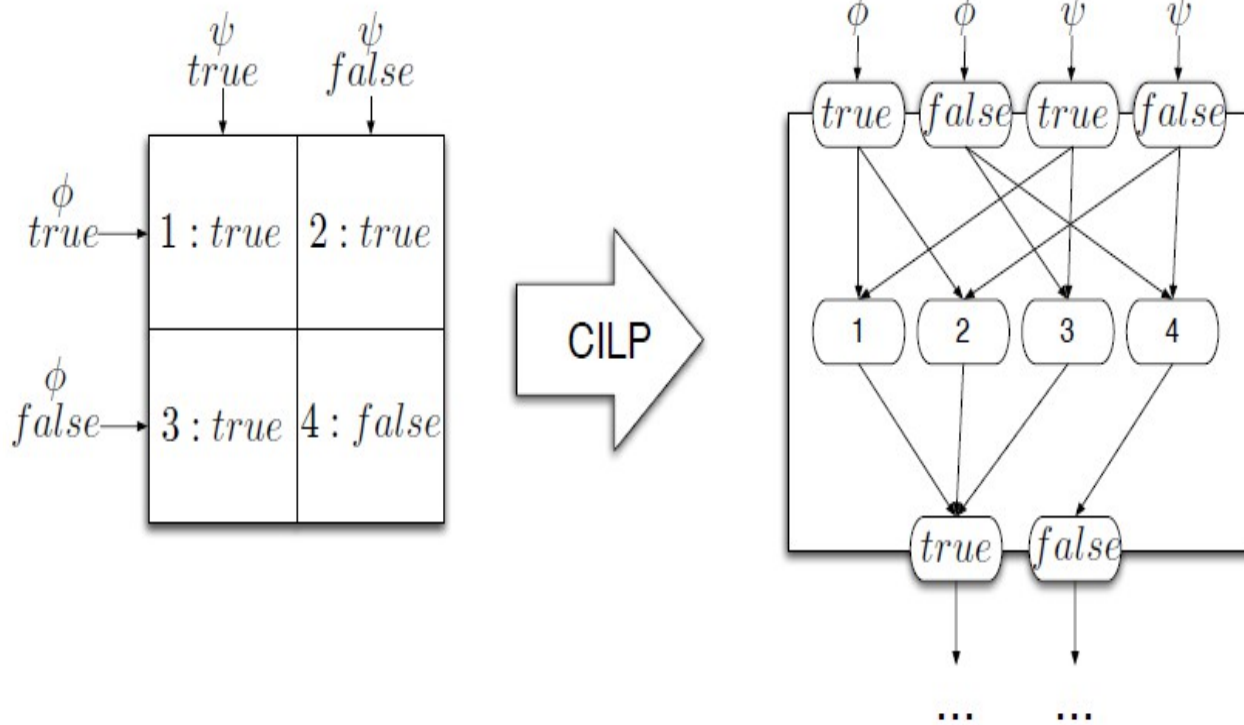 ψ ψ
true false
φ
true 1 : true 2 : true
φ
false 3 : true 4 : false
CILP
φ φ ψ ψ
true false true false
1 2 3 4
true false
... ...